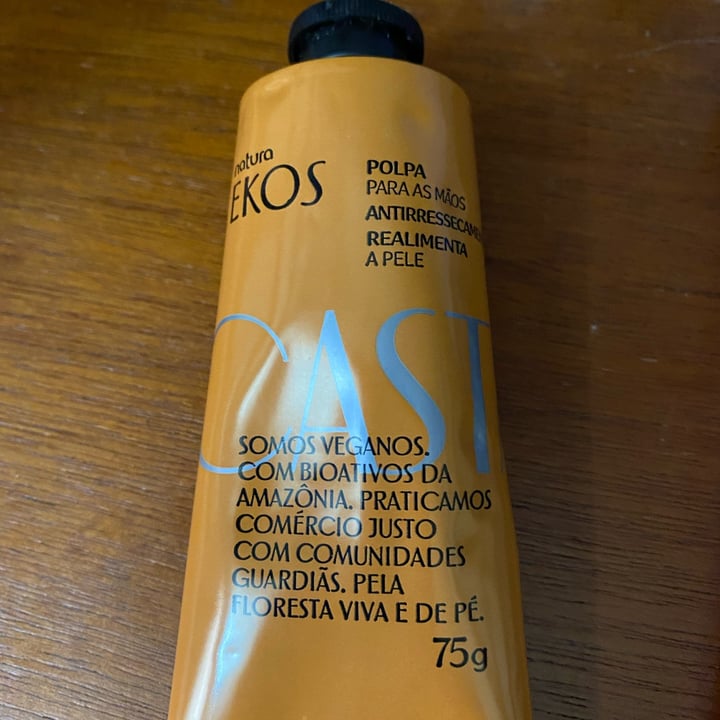 natura
EKOS
POLPA
PARA AS MÃOS
ANTIRRESSECAME
REALIMENTA
A PELE
CAST
SOMOS VEGANOS.
COM BIOATIVOS DA
AMAZÔNIA. PRATICAMOS
COMÉRCIO JUSTO
COM COMUNIDADES
GUARDIÃS. PELA
FLORESTA VIVA E DE PÉ.
75g